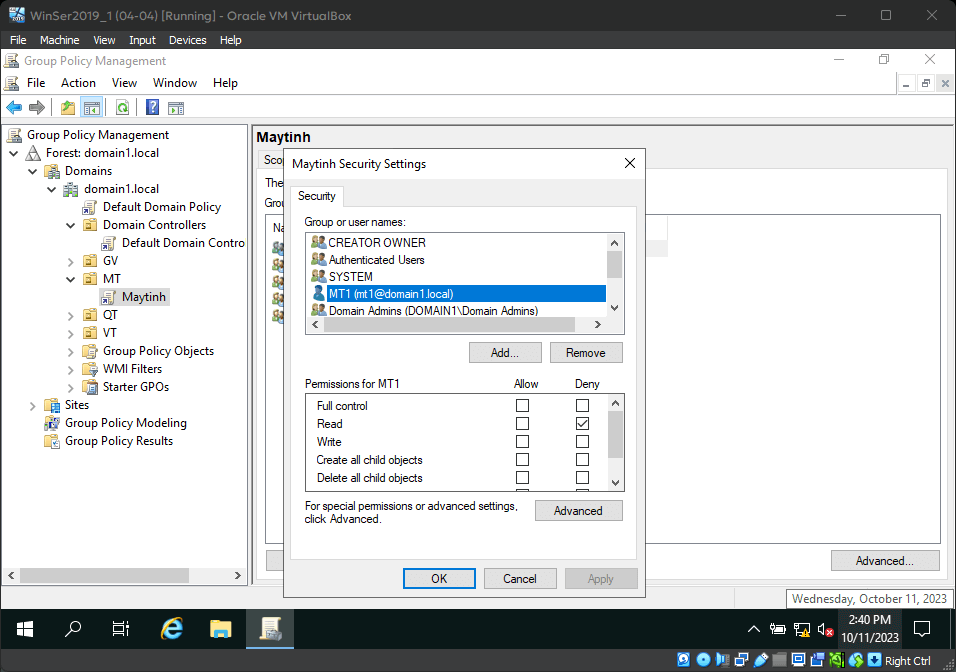 WinSer2019_1 (04-04) [Running] - Oracle VM VirtualBox
File Machine View Input Devices Help
Group Policy Management
File Action View Window Help
Group Policy Management
Forest: domain1.local
Domains
domain1.local
Default Domain Policy
Domain Controllers
Default Domain Contro
GV
MT
Maytinh
QT
VT
Group Policy Objects
WMI Filters
Starter GPOs
Sites
Group Policy Modeling
Group Policy Results
Maytinh
Sco
The
Grou
Na
Maytinh Security Settings
Security
Group or user names:
CREATOR OWNER
Authenticated Users
SYSTEM
MT1 (mt1@domain1.local)
Domain Admins (DOMAIN1\Domain Admins)
Add... Remove
Permissions for MT1 Allow Deny
Full control
Read
Write
Create all child objects
Delete all child objects
For special permissions or advanced settings,
click Advanced.
Advanced
OK Cancel Apply
Advanced...
Wednesday, October 11, 2023
2:40 PM
10/11/2023
Right Ctrl